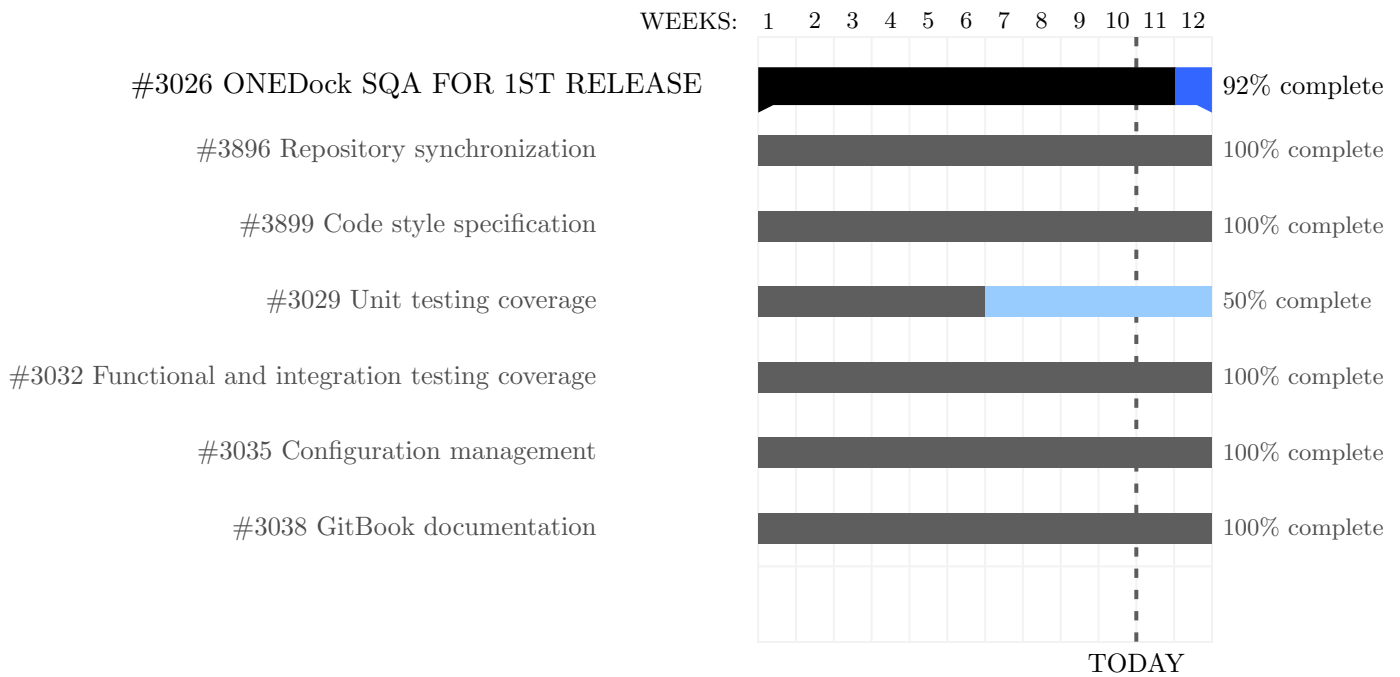 WEEKS: 1 2 3 4 5 6 7 8 9 10 11 12
#3026 ONEDock SQA FOR 1ST RELEASE 92% complete
#3896 Repository synchronization 100% complete
#3899 Code style specification 100% complete
#3029 Unit testing coverage 50% complete
#3032 Functional and integration testing coverage 100% complete
#3035 Configuration management 100% complete
#3038 GitBook documentation 100% complete
TODAY